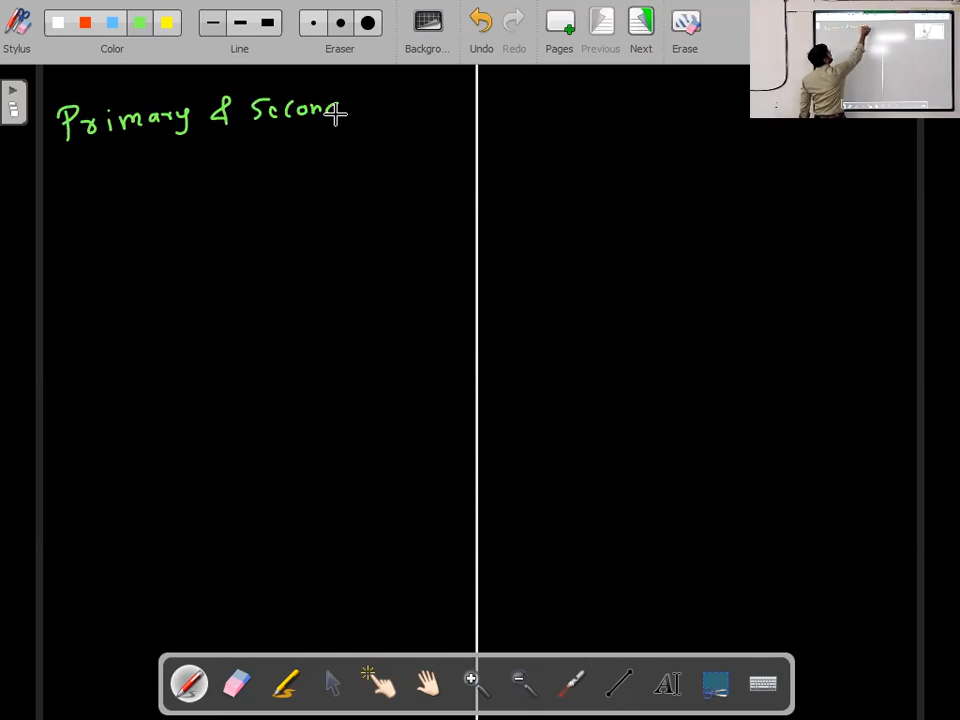 Stylus
Color
Line
Eraser
Backgro...
Undo
Redo
Pages
Previous
Next
Erase
Primary & Secon